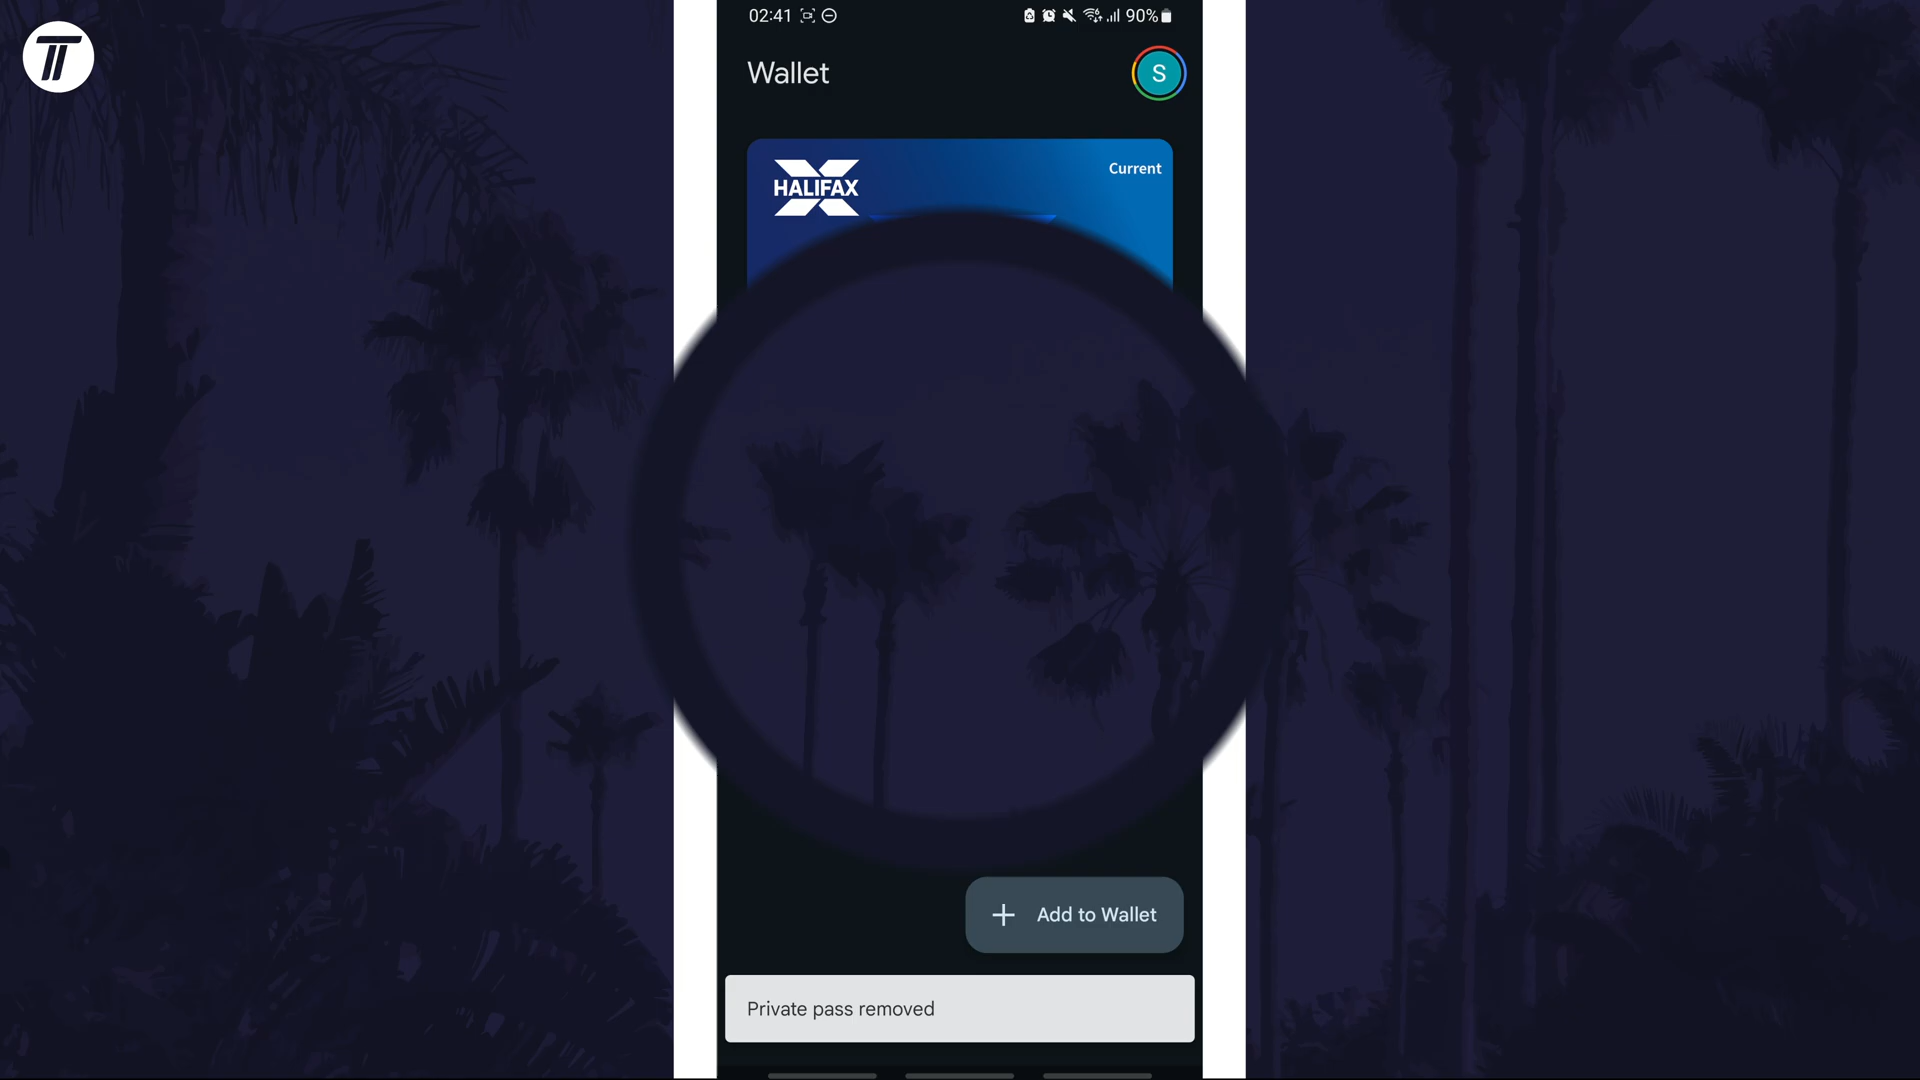 02:41
90%
Wallet
S
HALIFAX
Current
Add to Wallet
Private pass removed